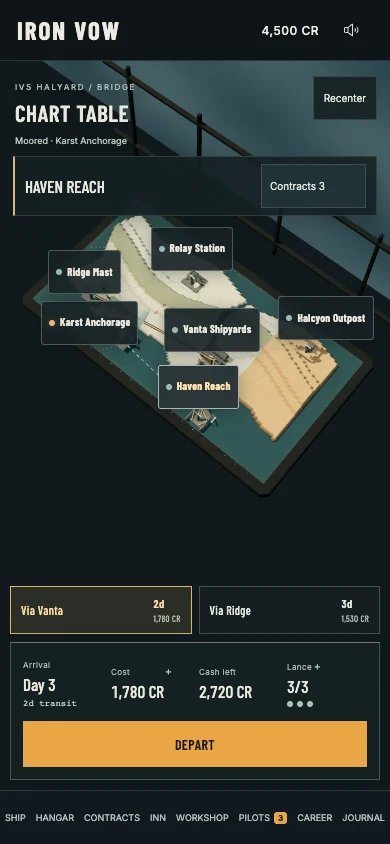 IRON VOW
4,500 CR
IVS HALYARD / BRIDGE
CHART TABLE
Moored · Karst Anchorage
Recenter
HAVEN REACH
Contracts 3
Relay Station
Ridge Mast
Halcyon Outpost
Karst Anchorage
Vanta Shipyards
Haven Reach
Via Vanta
2d
1,780 CR
Via Ridge
3d
1,530 CR
Arrival
Day 3
2d transit
Cost +
1,780 CR
Cash left
2,720 CR
Lance +
3/3
DEPART
SHIP HANGAR CONTRACTS INN WORKSHOP PILOTS 3 CAREER JOURNAL